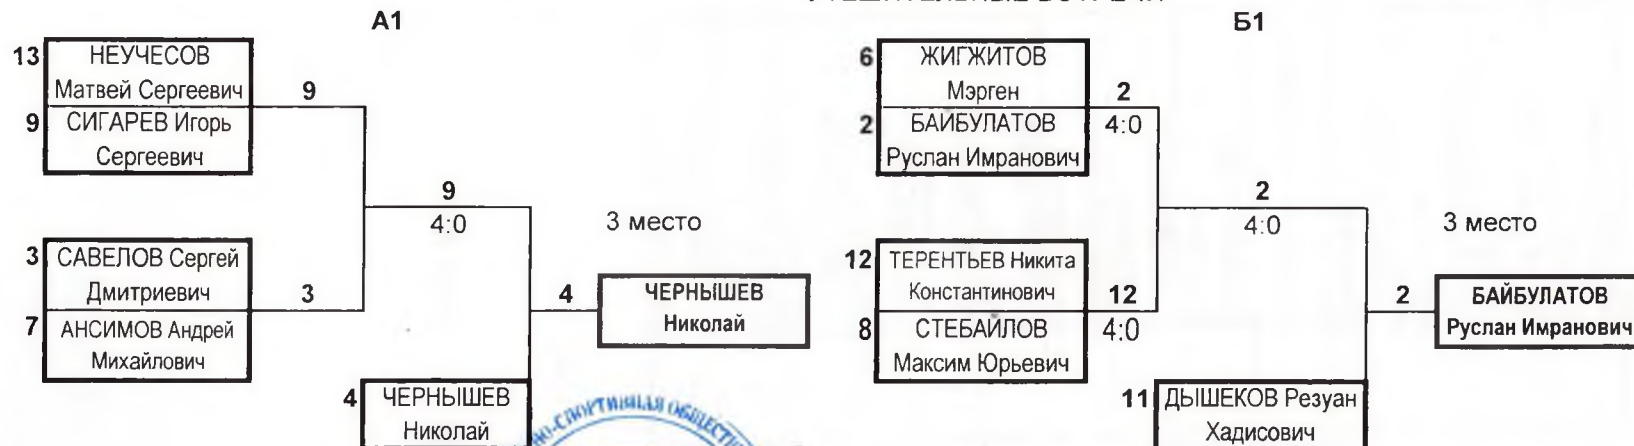 А1
13 НЕУЧЕСОВ
Матвей Сергеевич
9
9 СИГАРЕВ Игорь
Сергеевич
9
4:0
3 место
3 САВЕЛОВ Сергей
Дмитриевич
3
7 АНСИМОВ Андрей
Михайлович
4
ЧЕРНЫШЕВ
Николай
4 ЧЕРНЫШЕВ
Николай
Б1
6 ЖИГЖИТОВ
Мэрген
2
2 БАЙБУЛАТОВ
4:0
Руслан Имранович
2
4:0
3 место
12 ТЕРЕНТЬЕВ Никита
Константинович
12
8 СТЕБАЙЛОВ
4:0
Максим Юрьевич
2
БАЙБУЛАТОВ
Руслан Имранович
11 ДЫШЕКОВ Резуан
Хадисович